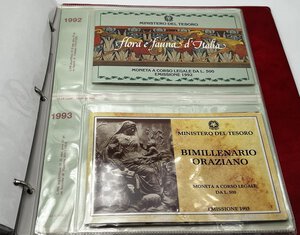 1992
MINISTERO DEL TESORO
flora e fauna d'Italia
MONETA A CORSO LEGALE DA L. 500
EMISSIONE 1992
1993
MINISTERO DEL TESORO
BIMILLENARIO
ORAZIANO
MONETA A CORSO LEGALE
DA L. 500
EMISSIONE 1993